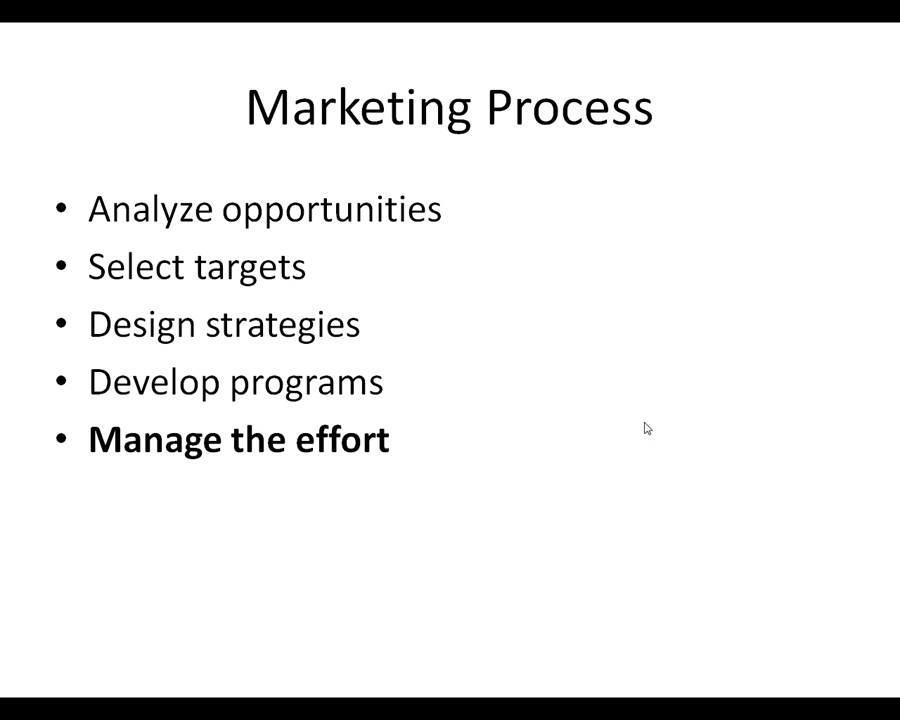 Marketing Process
• Analyze opportunities
• Select targets
• Design strategies
• Develop programs
• Manage the effort